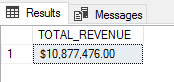 Results Messages
TOTAL_REVENUE
1 $10,877,476.00